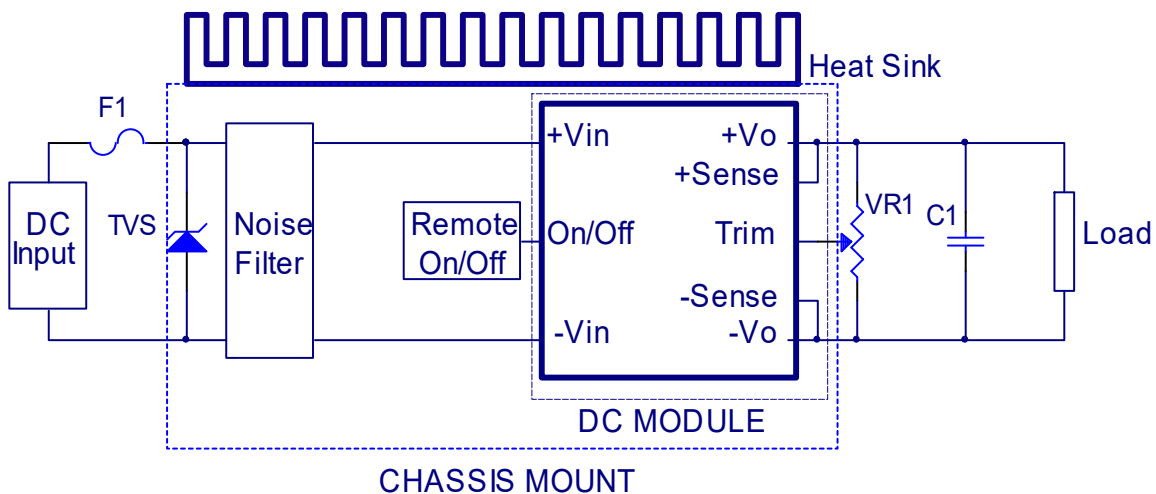 Heat Sink
F1
+Vin
+Vo
+Sense
DC
Input
TVS
Noise
Filter
Remote
On/Off
On/Off
Trim
VR1
C1
Load
-Sense
-Vin
-Vo
DC MODULE
CHASSIS MOUNT